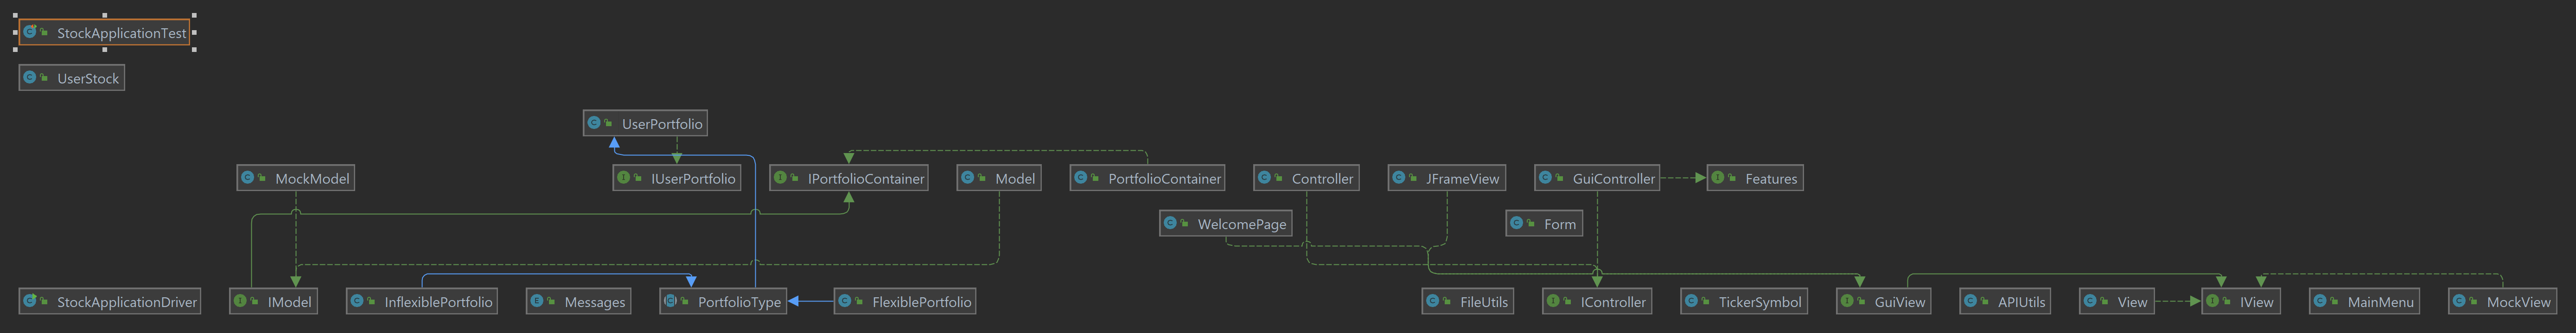 StockApplicationTest
UserStock
UserPortfolio
MockModel
IUserPortfolio
IPortfolioContainer
Model
PortfolioContainer
Controller
JFrameView
GuiController
Features
WelcomePage
Form
StockApplicationDriver
IModel
InflexiblePortfolio
Messages
PortfolioType
FlexiblePortfolio
FileUtils
IController
TickerSymbol
GuiView
APIUtils
View
IView
MainMenu
MockView